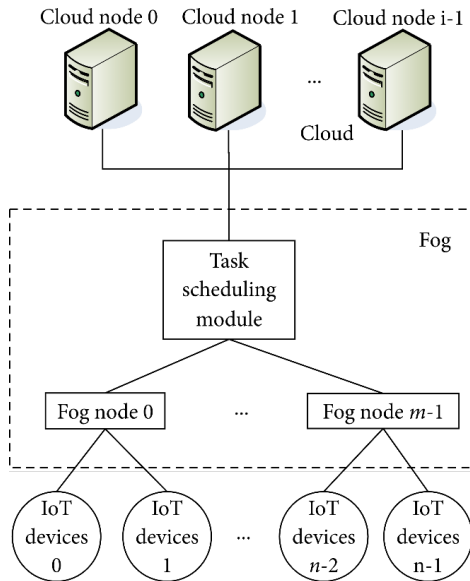 Cloud node 0 Cloud node 1 Cloud node i-1
...
Cloud
Fog
Task
scheduling
module
Fog node 0 ... Fog node m-1
IoT
devices
0
IoT
devices
1
...
IoT
devices
n-2
IoT
devices
n-1